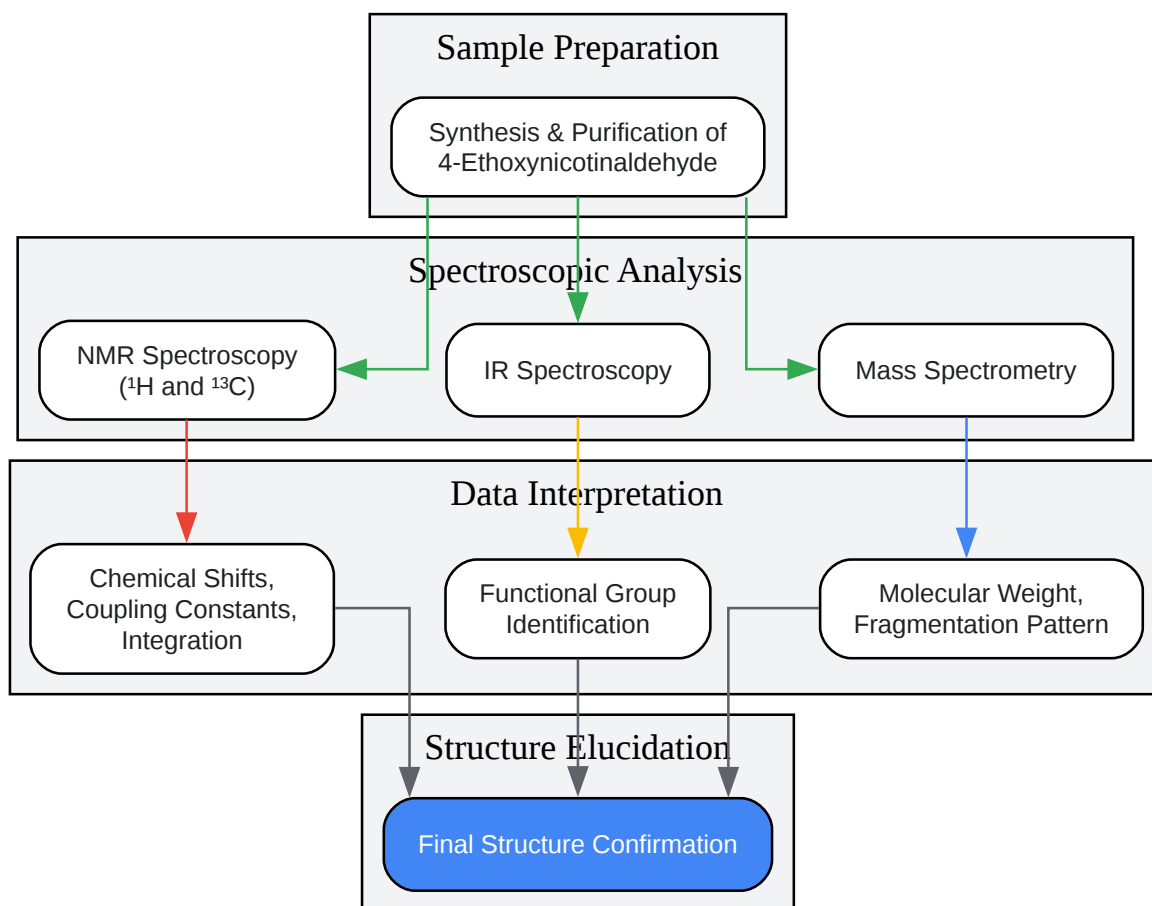 Sample Preparation
Synthesis & Purification of
4-Ethoxynicotinaldehyde
Spectroscopic Analysis
NMR Spectroscopy
(¹H and ¹³C)
IR Spectroscopy
Mass Spectrometry
Data Interpretation
Chemical Shifts,
Coupling Constants,
Integration
Functional Group
Identification
Molecular Weight,
Fragmentation Pattern
Structure Elucidation
Final Structure Confirmation